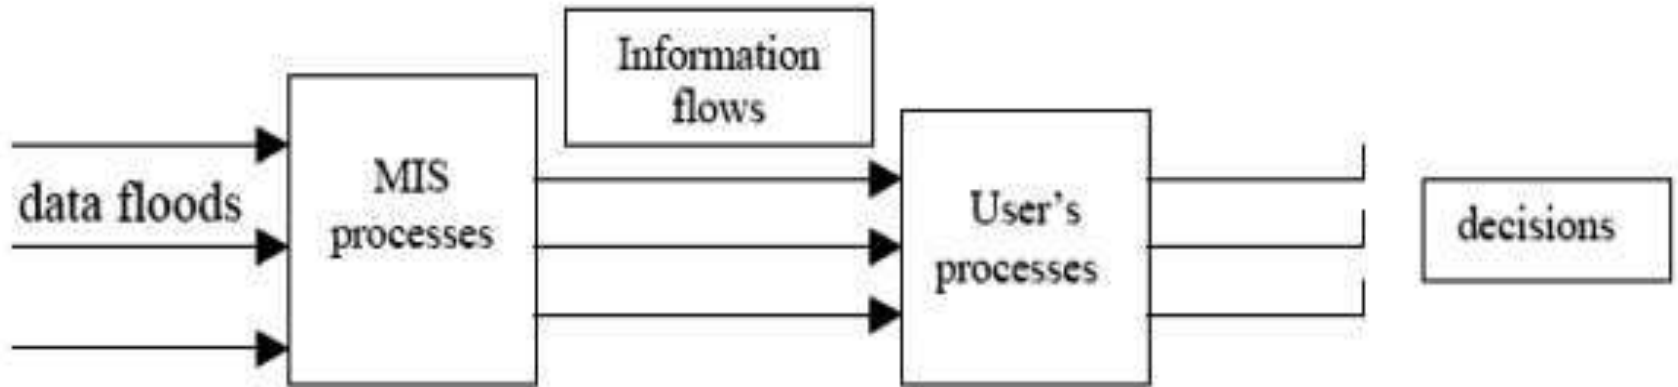 data floods
MIS
processes
Information
flows
User's
processes
decisions